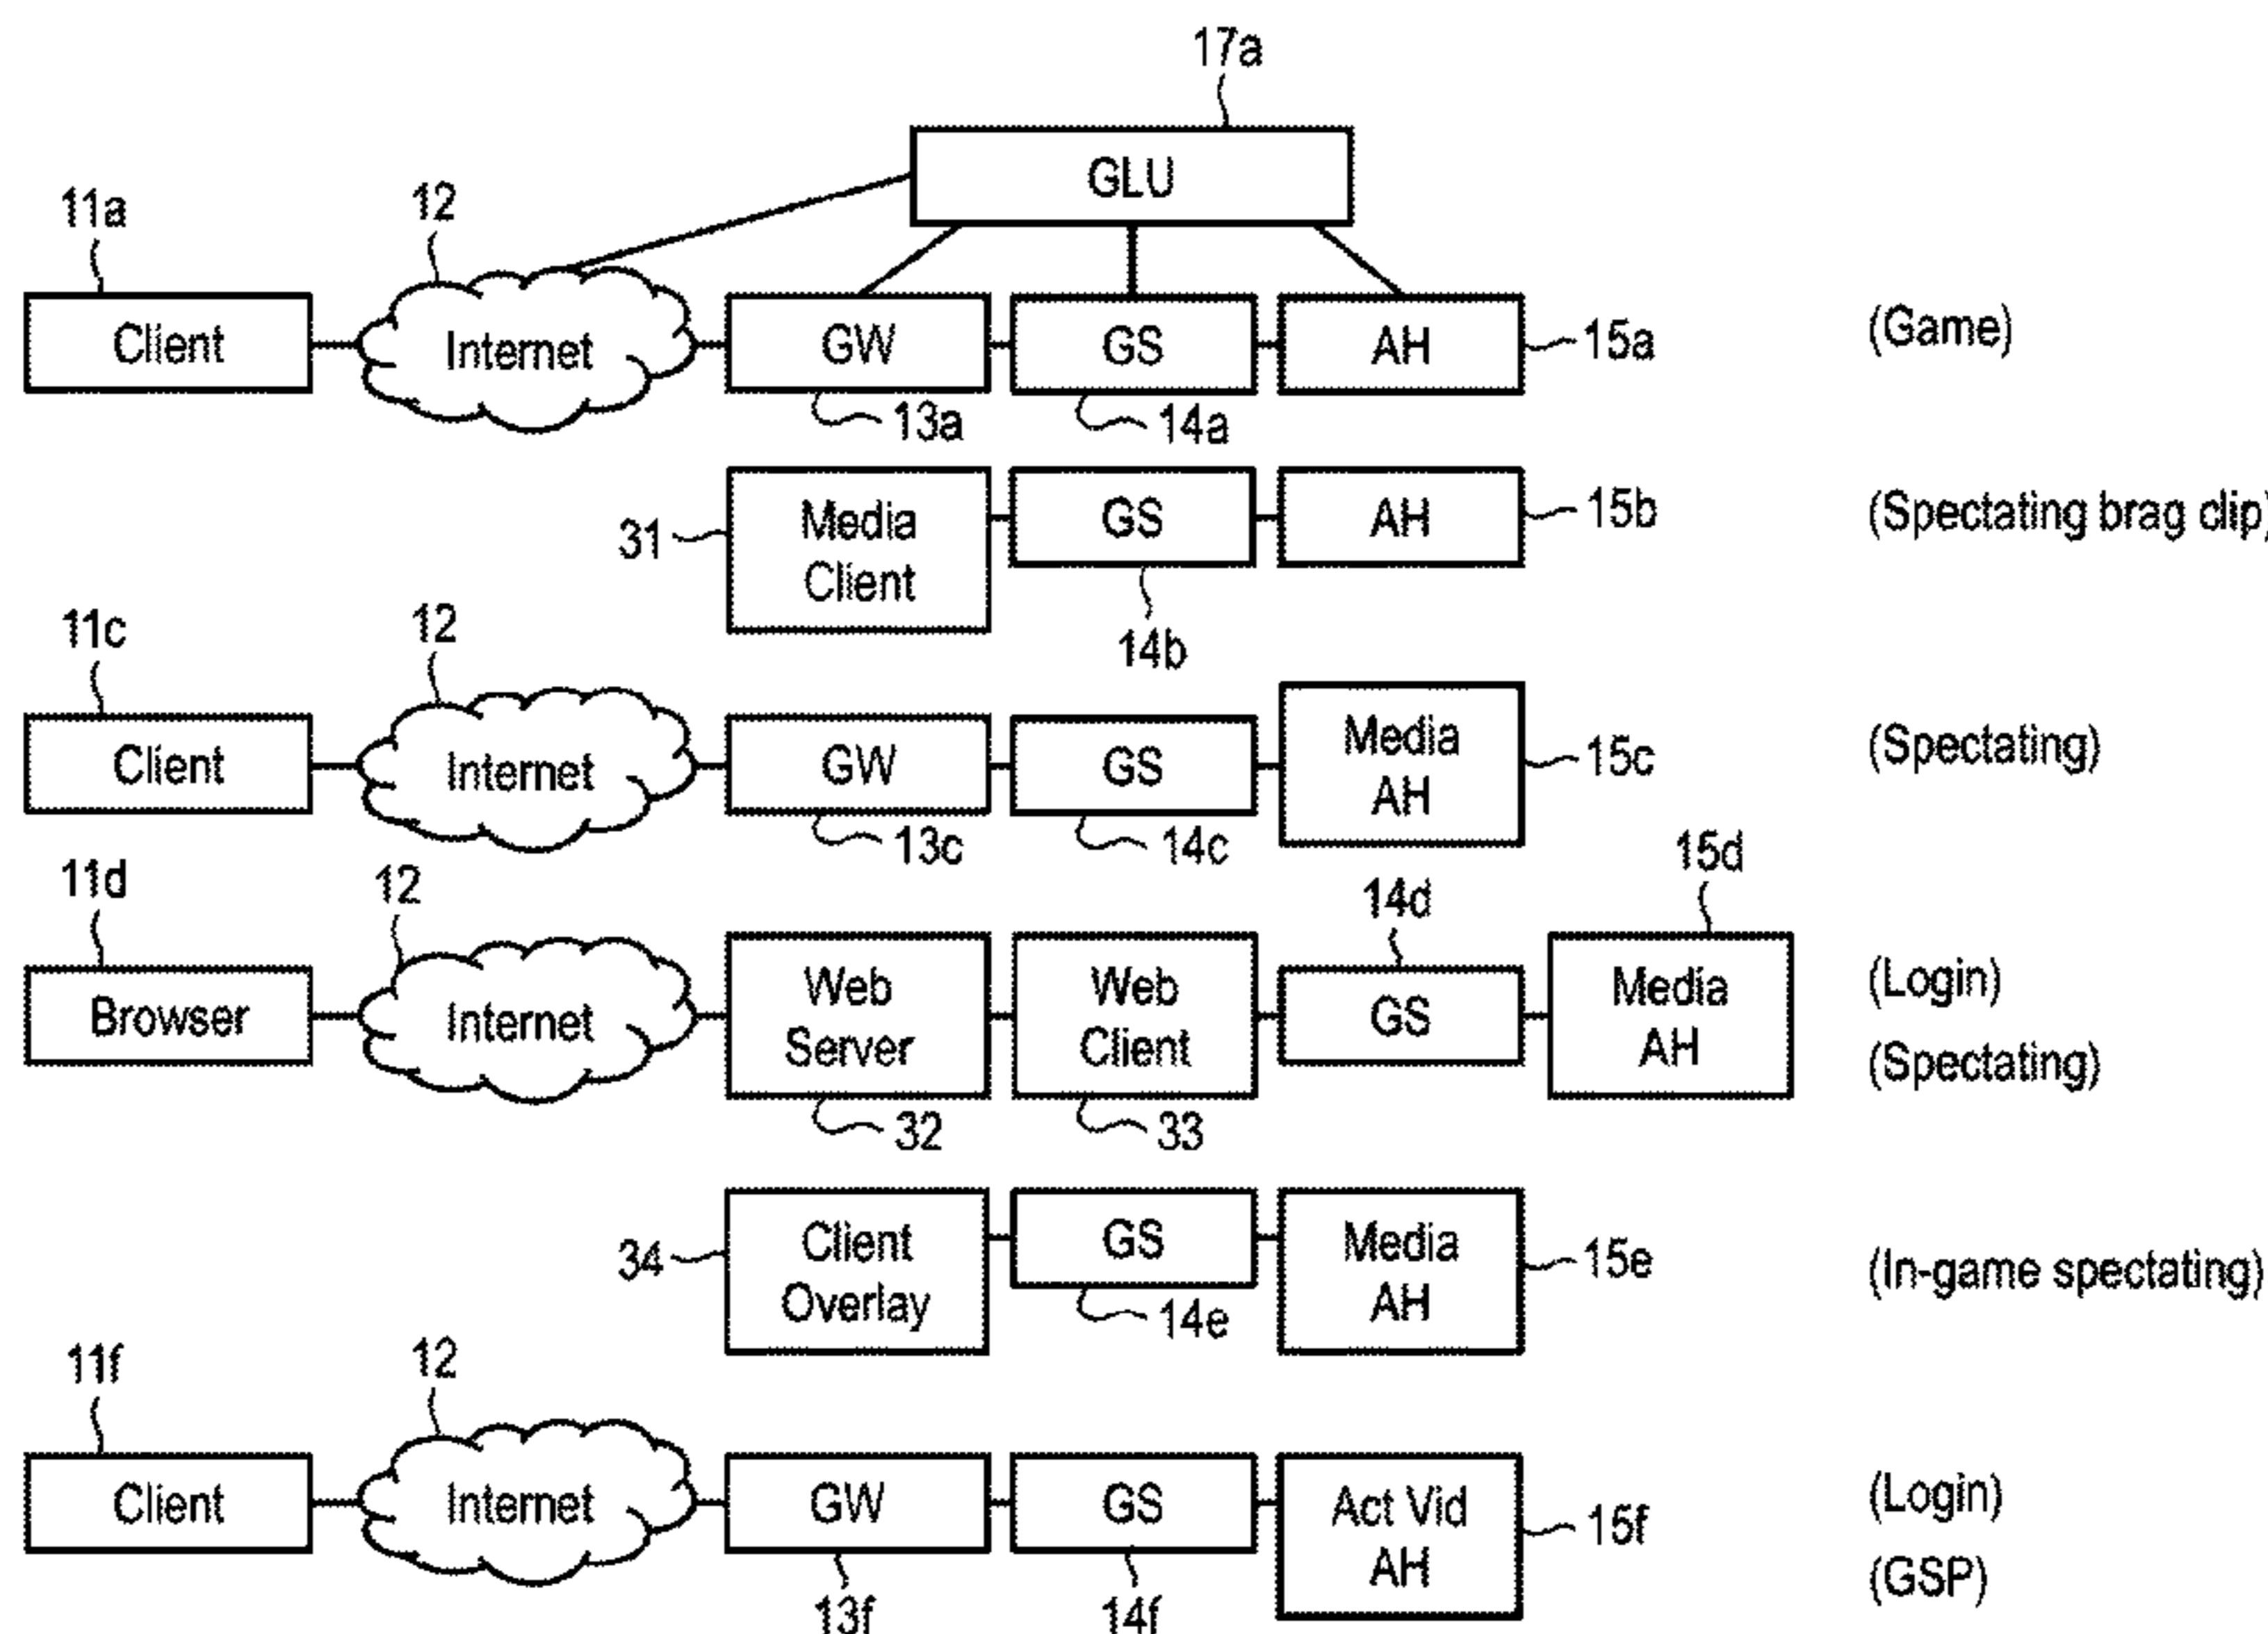 17a
GLU
11a
12
Client
Internet
GW
GS
AH
15a
(Game)
13a
14a
31
Media
Client
GS
AH
15b
(Spectating brag clip)
14b
11c
12
Client
Internet
GW
GS
Media
AH
15c
(Spectating)
13c
14c
11d
12
14d
15d
Browser
Internet
Web
Server
Web
Client
GS
Media
AH
(Login)
(Spectating)
32
33
34
Client
Overlay
GS
Media
AH
15e
(In-game spectating)
14e
11f
12
Client
Internet
GW
GS
Act Vid
AH
15f
(Login)
(GSP)
13f
14f